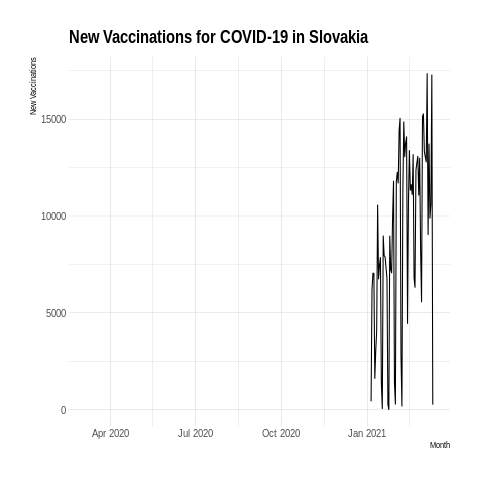 New Vaccinations for COVID-19 in Slovakia
New Vaccinations
15000
10000
5000
0
Apr 2020
Jul 2020
Oct 2020
Jan 2021
Month